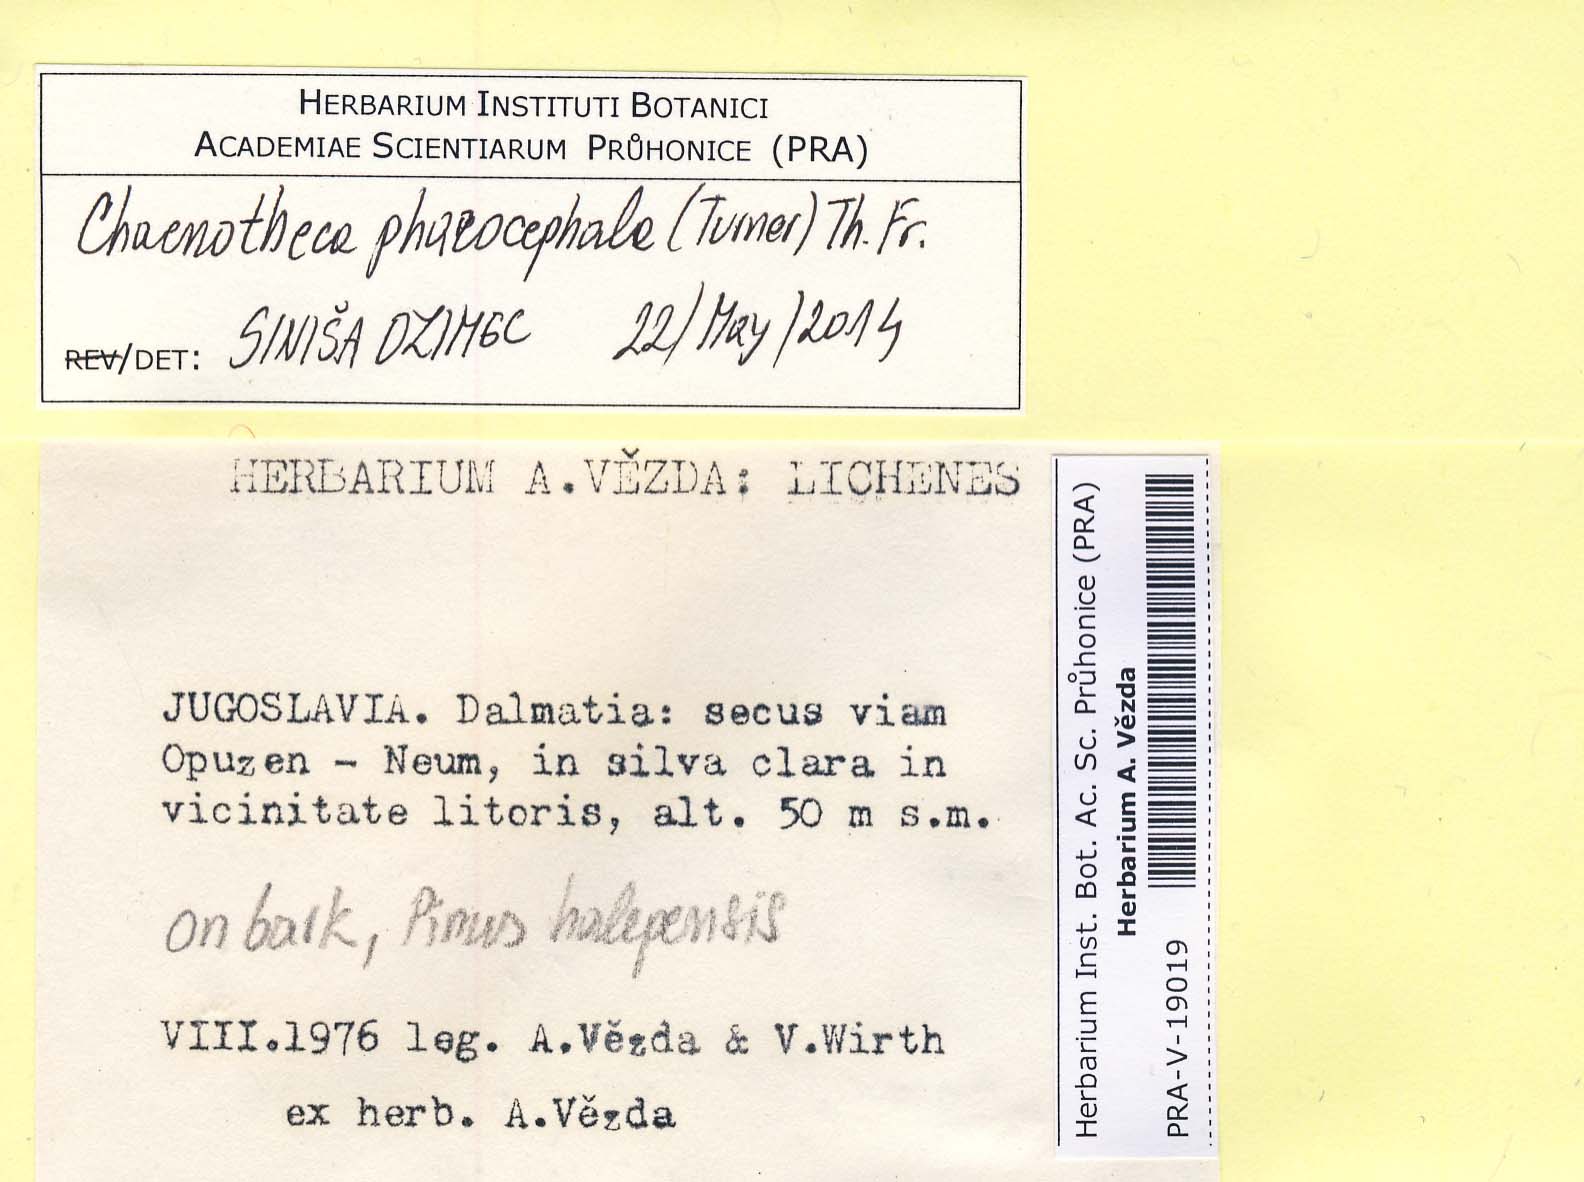 HERBARIUM INSTITUTI BOTANICI
ACADEMIAE SCIENTIARUM PRŮHONICE (PRA)
Chaenotheca phaeocephala (Turner) Th. Fr.
REV/DET: SINIŠA OZIMEC 22/May/2014
HERBARIUM A.VĚZDA: LICHENES
JUGOSLAVIA. Dalmatia: secus viam
Opuzen - Neum, in silva clara in
vicinitate litoris, alt. 50 m s.m.
on bark, Pinus halepensis
VIII.1976 leg. A.Vězda & V.Wirth
ex herb. A.Vězda
Herbarium Inst. Bot. Ac. Sc. Průhonice (PRA)
Herbarium A. Vězda
PRA-V-19019